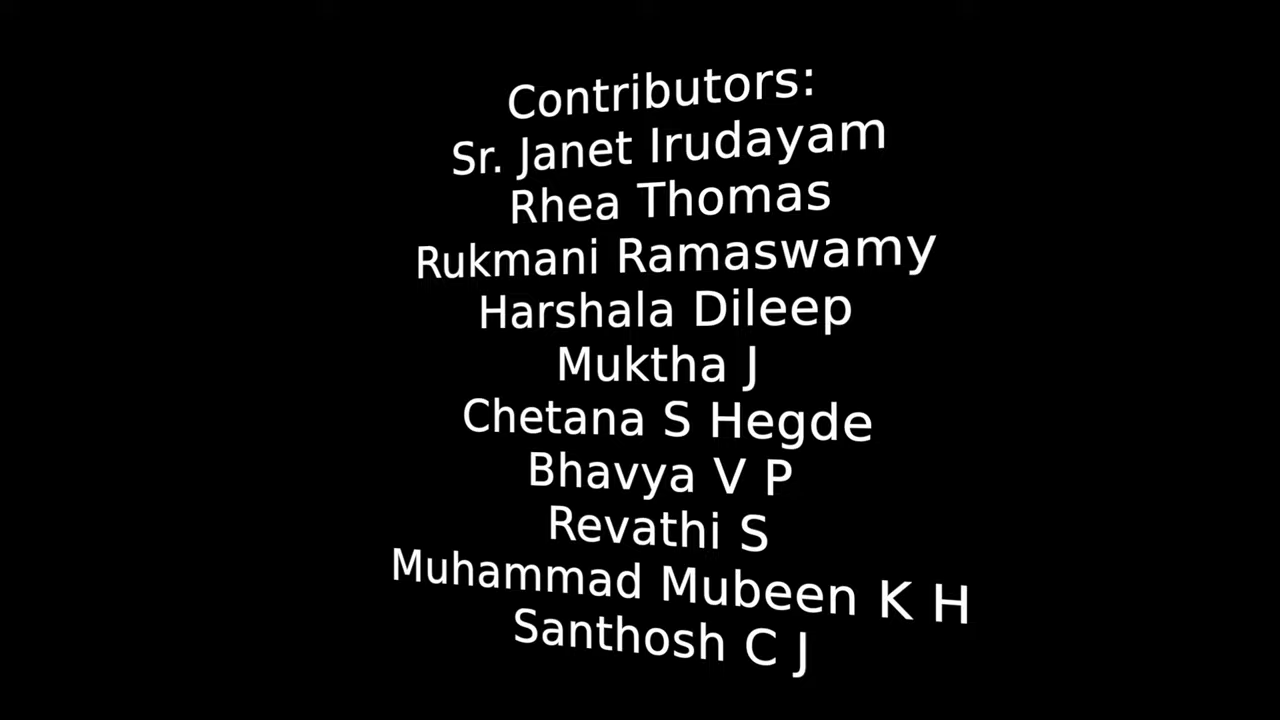 Contributors:
Sr. Janet Irudayam
Rhea Thomas
Rukmani Ramaswamy
Harshala Dileep
Muktha J
Chetana S Hegde
Bhavya V P
Revathi S
Muhammad Mubeen K H
Santhosh C J